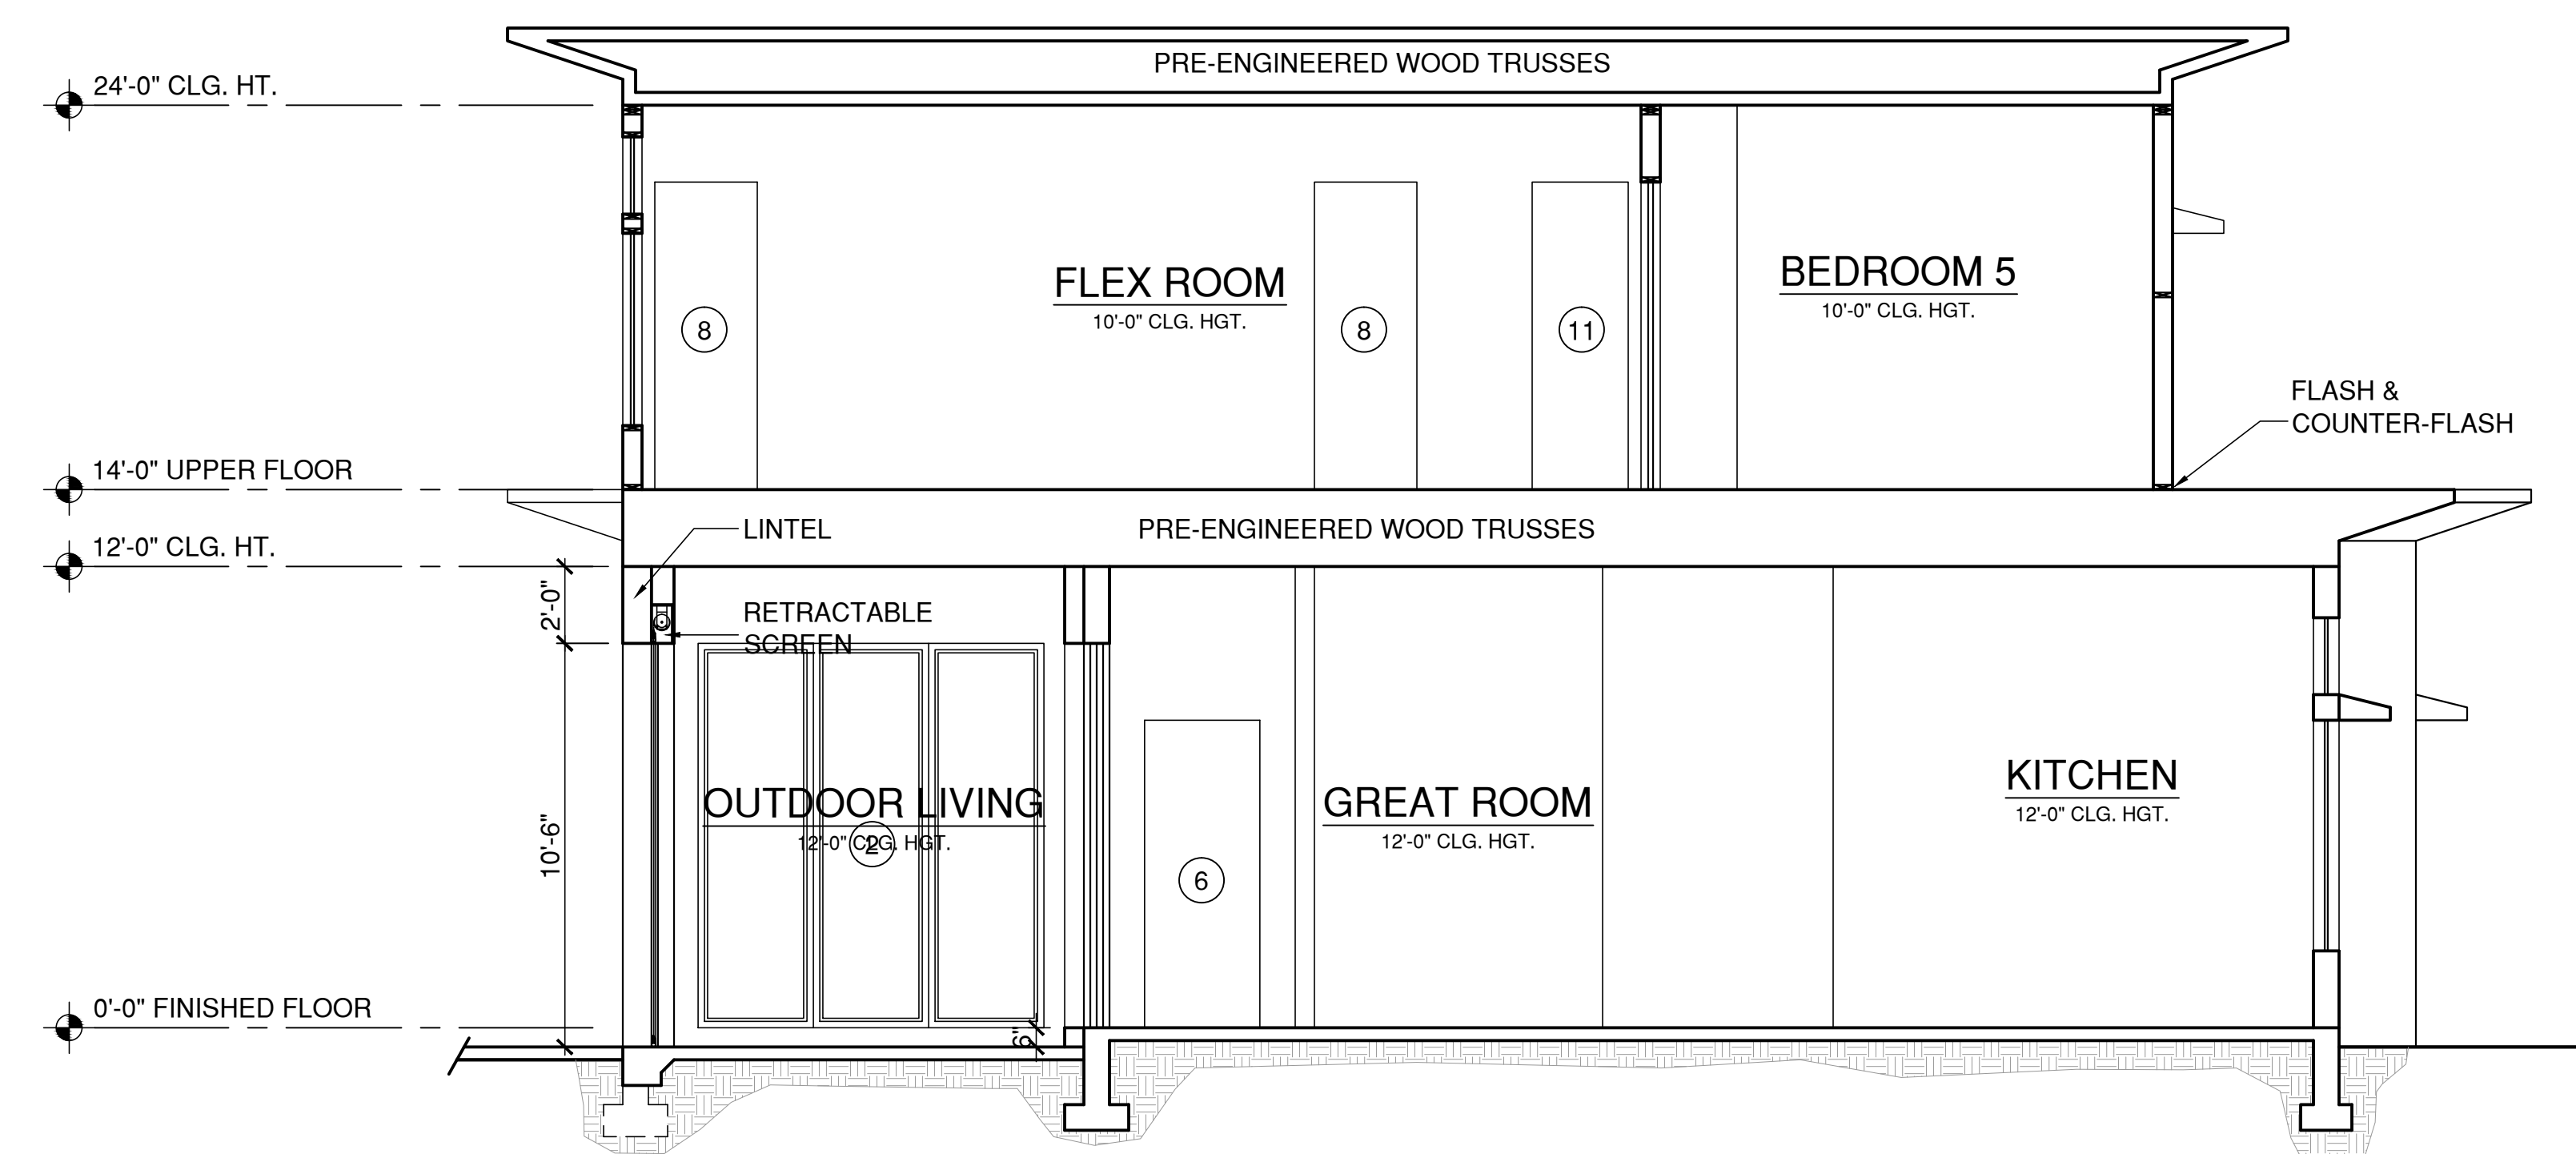 PRE-ENGINEERED WOOD TRUSSES
24'-0" CLG. HT.
FLEX ROOM
10'-0" CLG. HGT.
BEDROOM 5
10'-0" CLG. HGT.
8
8
11
FLASH &
COUNTER-FLASH
14'-0" UPPER FLOOR
LINTEL
PRE-ENGINEERED WOOD TRUSSES
12'-0" CLG. HT.
2'-0"
RETRACTABLE
SCREEN
OUTDOOR LIVING
12'-0" CLG. HGT.
2
GREAT ROOM
12'-0" CLG. HGT.
KITCHEN
12'-0" CLG. HGT.
10'-6"
6
0'-0" FINISHED FLOOR
6"